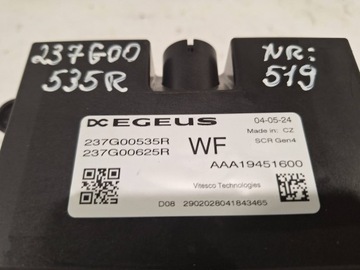 237G00
535R
NR:
519
EGEUS
04-05-24
Made in: CZ
237G00535R
237G00625R
WF
SCR Gen4
AAA19451600
Vitesco Technologies
D08 2902028041843465